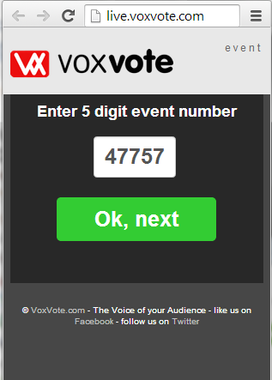 live.voxvote.com
event
voxvote
Enter 5 digit event number
47757
Ok, next
© VoxVote.com - The Voice of your Audience - like us on
Facebook - follow us on Twitter